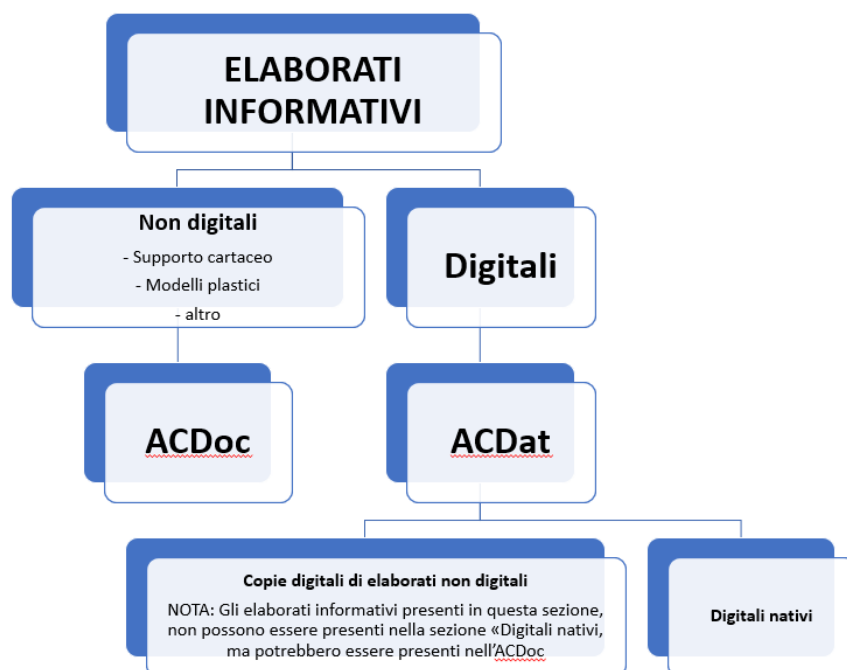 ELABORATI
INFORMATIVI
Non digitali
- Supporto cartaceo
- Modelli plastici
- altro
Digitali
ACDoc
ACDat
Copie digitali di elaborati non digitali
NOTA: Gli elaborati informativi presenti in questa sezione,
non possono essere presenti nella sezione «Digitali nativi,
ma potrebbero essere presenti nell’ACDoc
Digitali nativi